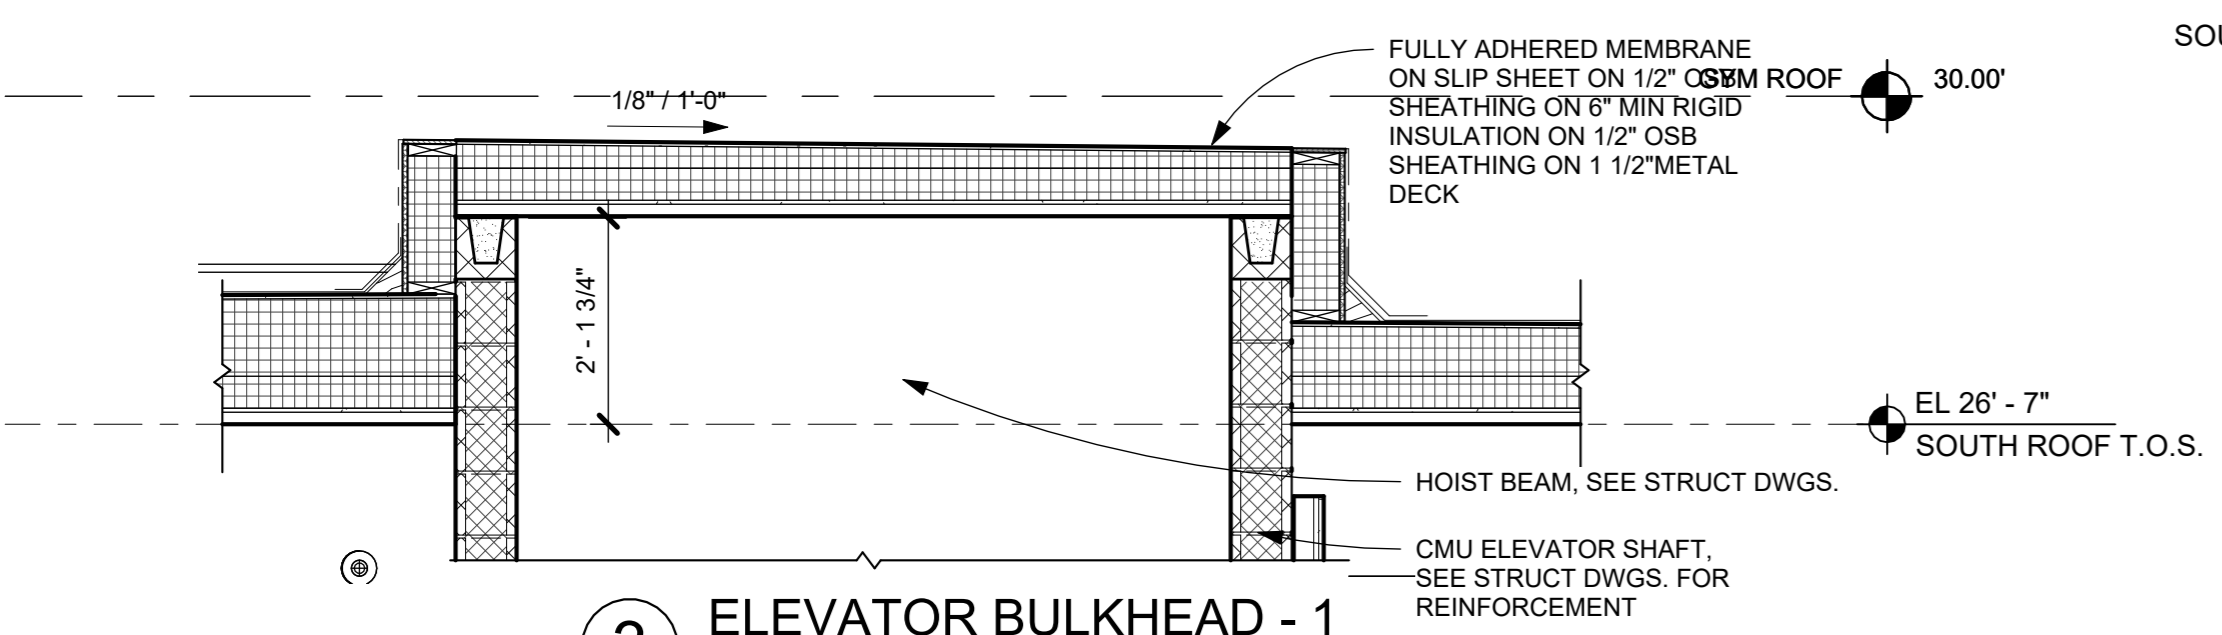 SOU
FULLY ADHERED MEMBRANE
ON SLIP SHEET ON 1/2" OSB
SHEATHING ON 6" MIN RIGID
INSULATION ON 1/2" OSB
SHEATHING ON 1 1/2"METAL
DECK
GYM ROOF
30.00'
1/8" / 1'-0"
2' - 1 3/4"
EL 26' - 7"
SOUTH ROOF T.O.S.
HOIST BEAM, SEE STRUCT DWGS.
CMU ELEVATOR SHAFT,
SEE STRUCT DWGS. FOR
REINFORCEMENT
ELEVATOR BULKHEAD - 1